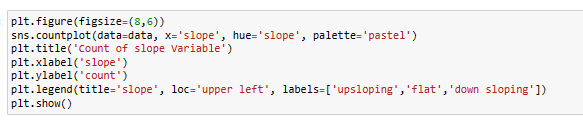 plt.figure(figsize=(8,6))
sns.countplot(data=data, x='slope', hue='slope', palette='pastel')
plt.title('Count of slope Variable')
plt.xlabel('slope')
plt.ylabel('count')
plt.legend(title='slope', loc='upper left', labels=['upsloping','flat','down sloping'])
plt.show()